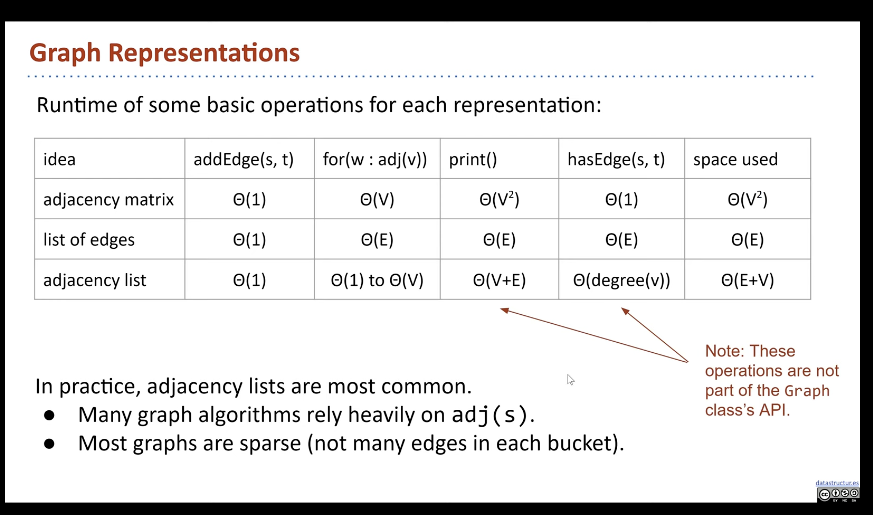 Graph Representations
Runtime of some basic operations for each representation:
idea addEdge(s, t) for(w : adj(v)) print() hasEdge(s, t) space used
adjacency matrix Θ(1) Θ(V) Θ(V²) Θ(1) Θ(V²)
list of edges Θ(1) Θ(E) Θ(E) Θ(E) Θ(E)
adjacency list Θ(1) Θ(1) to Θ(V) Θ(V+E) Θ(degree(v)) Θ(E+V)
Note: These
operations are not
part of the Graph
class’s API.
In practice, adjacency lists are most common.
● Many graph algorithms rely heavily on adj(s).
● Most graphs are sparse (not many edges in each bucket).
datastructur.es